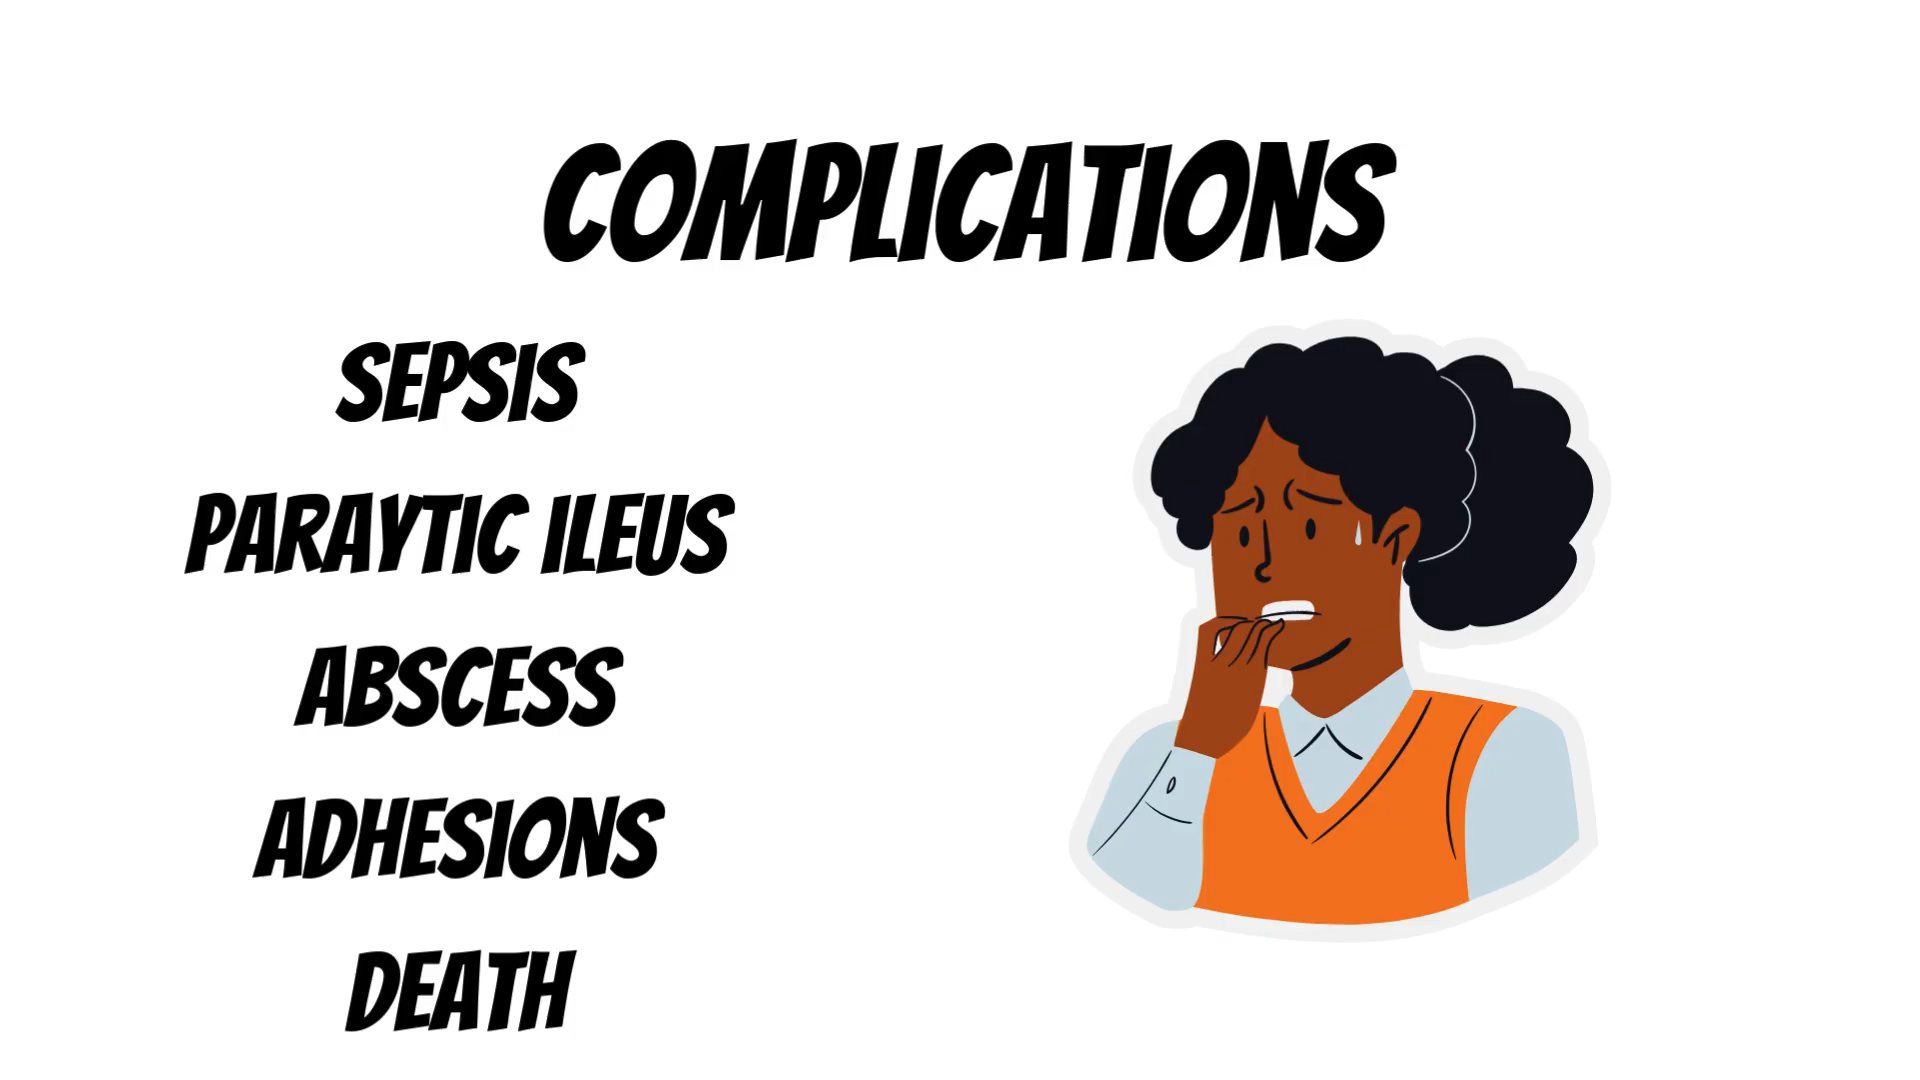 COMPLICATIONS
SEPSIS
PARAYTIC ILEUS
ABSCESS
ADHESIONS
DEATH